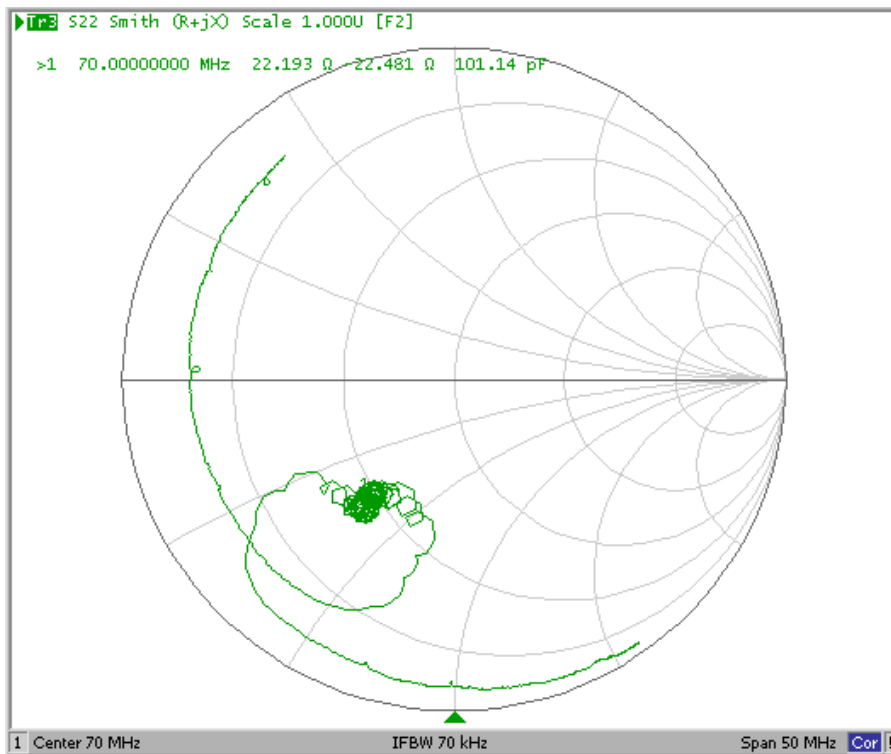 Tr3 S22 Smith (R+jX) Scale 1.000U [F2]
>1 70.00000000 MHz 22.193 Ω -22.481 Ω 101.14 pF
1
1 Center 70 MHz IFBW 70 kHz Span 50 MHz Cor